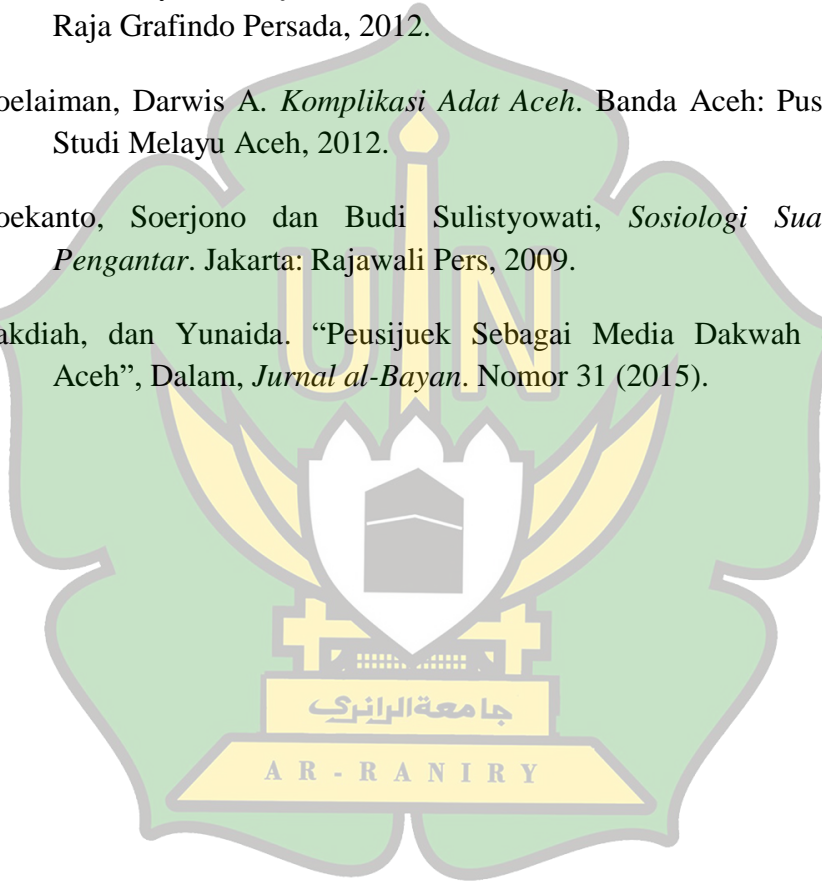 Raja Grafindo Persada, 2012.
oelaiman, Darwis A. Komplikasi Adat Aceh. Banda Aceh: Pus
Studi Melayu Aceh, 2012.
oekanto, Soerjono dan Budi Sulistyowati, Sosiologi Sua
Pengantar. Jakarta: Rajawali Pers, 2009.
akdiah, dan Yunaida. “Peusijuek Sebagai Media Dakwah
Aceh”, Dalam, Jurnal al-Bayan. Nomor 31 (2015).
UIN
جامعة الرانري
AR-RANIRY